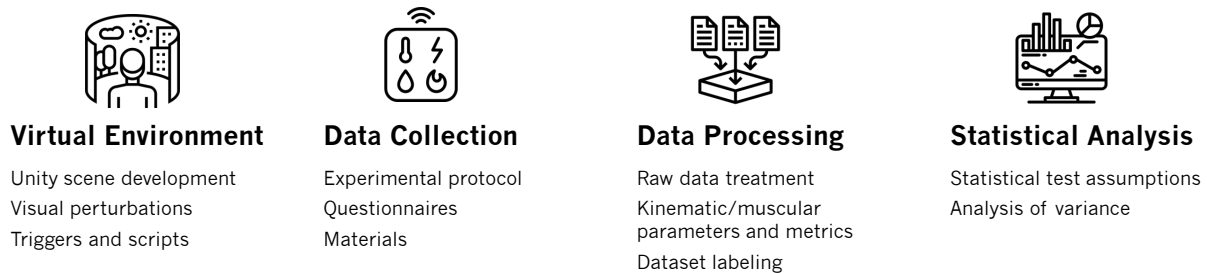 Virtual Environment
Unity scene development
Visual perturbations
Triggers and scripts
Data Collection
Experimental protocol
Questionnaires
Materials
Data Processing
Raw data treatment
Kinematic/muscular
parameters and metrics
Dataset labeling
Statistical Analysis
Statistical test assumptions
Analysis of variance